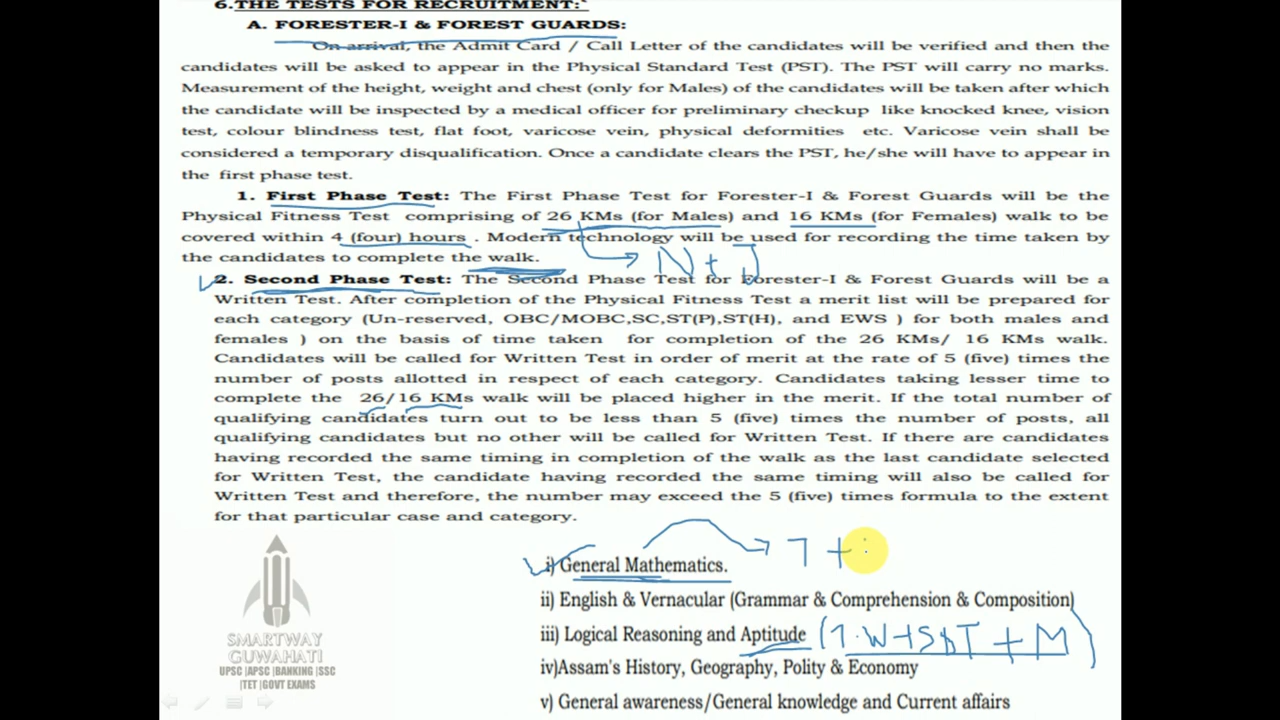 6.THE TESTS FOR RECRUITMENT:
A. FORESTER-I & FOREST GUARDS:
On arrival, the Admit Card / Call Letter of the candidates will be verified and then the
candidates will be asked to appear in the Physical Standard Test (PST). The PST will carry no marks.
Measurement of the height, weight and chest (only for Males) of the candidates will be taken after which
the candidate will be inspected by a medical officer for preliminary checkup like knocked knee, vision
test, colour blindness test, flat foot, varicose vein, physical deformities etc. Varicose vein shall be
considered a temporary disqualification. Once a candidate clears the PST, he/she will have to appear in
the first phase test.
1. First Phase Test: The First Phase Test for Forester-I & Forest Guards will be the
Physical Fitness Test comprising of 26 KMs (for Males) and 16 KMs (for Females) walk to be
covered within 4 (four) hours . Modern technology will be used for recording the time taken by
the candidates to complete the walk.
N + J
2. Second Phase Test: The Second Phase Test for Forester-I & Forest Guards will be a
Written Test. After completion of the Physical Fitness Test a merit list will be prepared for
each category (Un-reserved, OBC/MOBC,SC,ST(P),ST(H), and EWS ) for both males and
females ) on the basis of time taken for completion of the 26 KMs/ 16 KMs walk.
Candidates will be called for Written Test in order of merit at the rate of 5 (five) times the
number of posts allotted in respect of each category. Candidates taking lesser time to
complete the 26/16 KMs walk will be placed higher in the merit. If the total number of
qualifying candidates turn out to be less than 5 (five) times the number of posts, all
qualifying candidates but no other will be called for Written Test. If there are candidates
having recorded the same timing in completion of the walk as the last candidate selected
for Written Test, the candidate having recorded the same timing will also be called for
Written Test and therefore, the number may exceed the 5 (five) times formula to the extent
for that particular case and category.
i) General Mathematics. 7 +
ii) English & Vernacular (Grammar & Comprehension & Composition)
iii) Logical Reasoning and Aptitude (T.W+SDT + M)
iv)Assam's History, Geography, Polity & Economy
v) General awareness/General knowledge and Current affairs
SMARTWAY
GUWAHATI
UPSC |APSC |BANKING |SSC
|TET |GOVT EXAMS